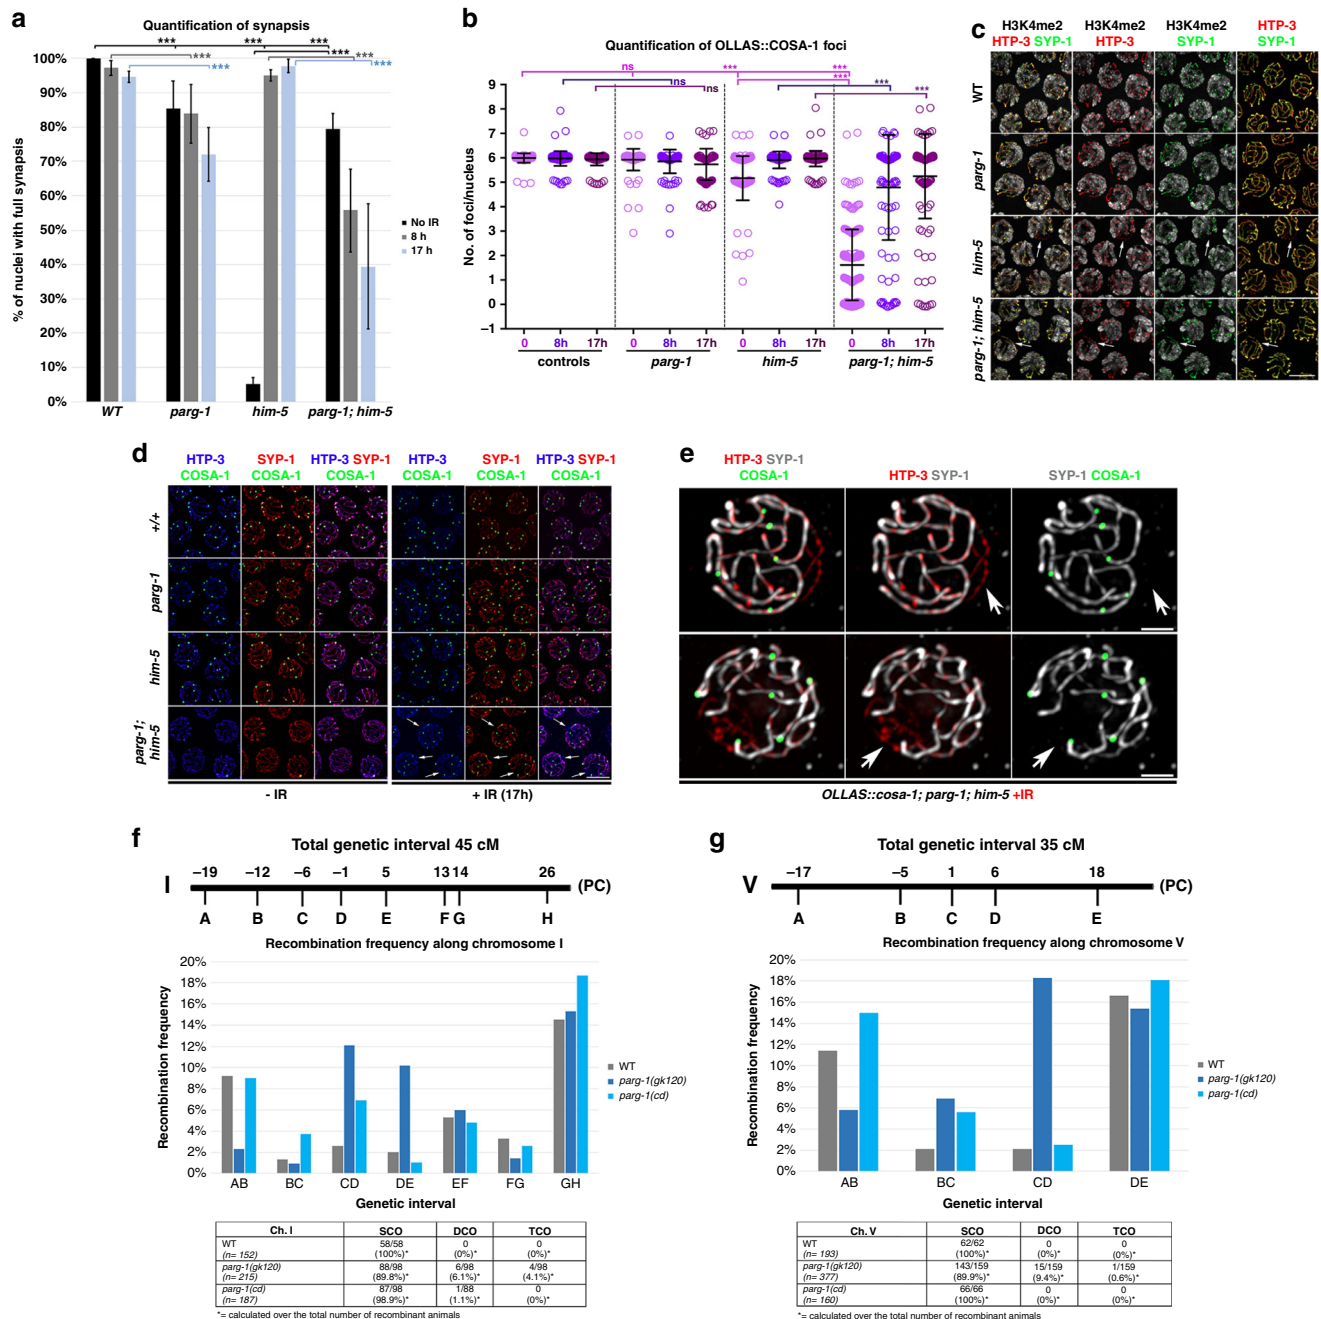 a
Quantification of synapsis
*** *** *** ***
*** *** ***
*** ***
100%
90%
80%
70%
60%
50%
40%
30%
20%
10%
0%
% of nuclei with full synapsis
No IR
8 h
17 h
WT parg-1 him-5 parg-1; him-5
b
Quantification of OLLAS::COSA-1 foci
ns *** ***
ns *** ***
ns ***
9
8
7
6
5
4
3
2
1
0
–1
No. of foci/nucleus
0 8h 17h 0 8h 17h 0 8h 17h 0 8h 17h
controls parg-1 him-5 parg-1; him-5
c
H3K4me2 H3K4me2 H3K4me2 HTP-3
HTP-3 SYP-1 HTP-3 SYP-1 SYP-1
WT
parg-1
him-5
parg-1; him-5
d
HTP-3 SYP-1 HTP-3 SYP-1 HTP-3 SYP-1 HTP-3 SYP-1
COSA-1 COSA-1 COSA-1 COSA-1 COSA-1 COSA-1
+/+
parg-1
him-5
parg-1;
him-5
- IR + IR (17h)
e
HTP-3 SYP-1 HTP-3 SYP-1 SYP-1 COSA-1
COSA-1
OLLAS::cosa-1; parg-1; him-5 +IR
f
Total genetic interval 45 cM
–19 –12 –6 –1 5 13 14 26
I (PC)
A B C D E F G H
Recombination frequency along chromosome I
20%
18%
16%
14%
12%
10%
8%
6%
4%
2%
0%
Recombination frequency
WT
parg-1(gk120)
parg-1(cd)
AB BC CD DE EF FG GH
Genetic interval
Ch. I SCO DCO TCO
WT 58/58 0 0
(n= 152) (100%)* (0%)* (0%)*
parg-1(gk120) 88/98 6/98 4/98
(n= 215) (89.8%)* (6.1%)* (4.1%)*
parg-1(cd) 87/98 1/88 0
(n= 187) (98.9%)* (1.1%)* (0%)*
*= calculated over the total number of recombinant animals
g
Total genetic interval 35 cM
–17 –5 1 6 18
V (PC)
A B C D E
Recombination frequency along chromosome V
20%
18%
16%
14%
12%
10%
8%
6%
4%
2%
0%
Recombination frequency
WT
parg-1(gk120)
parg-1(cd)
AB BC CD DE
Genetic interval
Ch. V SCO DCO TCO
WT 62/62 0 0
(n= 193) (100%)* (0%)* (0%)*
parg-1(gk120) 143/159 15/159 1/159
(n= 377) (89.9%)* (9.4%)* (0.6%)*
parg-1(cd) 66/66 0 0
(n= 160) (100%)* (0%)* (0%)*
*= calculated over the total number of recombinant animals